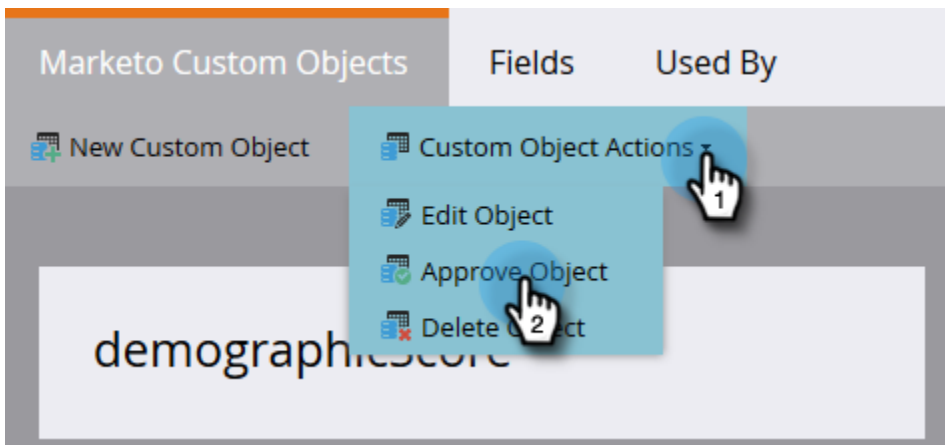 Marketo Custom Objects Fields Used By
New Custom Object Custom Object Actions
1
Edit Object
Approve Object
2
Delete
demographicScore